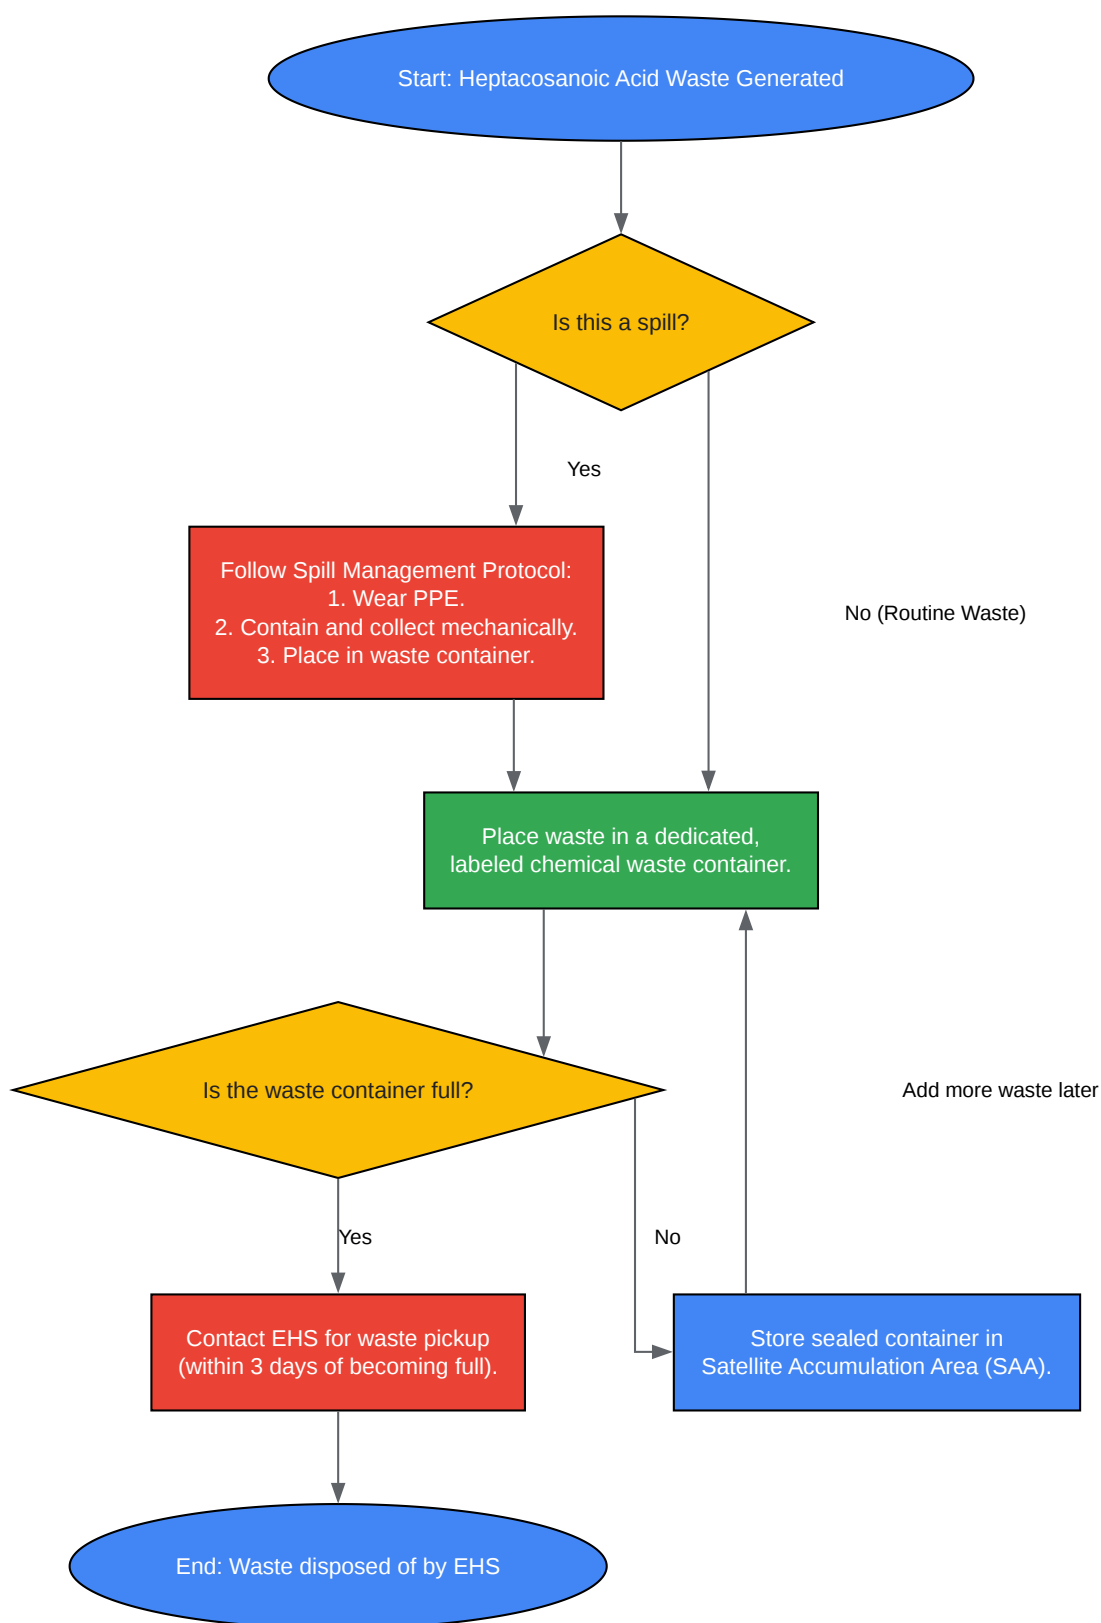 Start: Heptacosanoic Acid Waste Generated
Is this a spill?
Yes
Follow Spill Management Protocol:
1. Wear PPE.
2. Contain and collect mechanically.
3. Place in waste container.
No (Routine Waste)
Place waste in a dedicated,
labeled chemical waste container.
Is the waste container full?
Add more waste later
Yes
No
Contact EHS for waste pickup
(within 3 days of becoming full).
Store sealed container in
Satellite Accumulation Area (SAA).
End: Waste disposed of by EHS